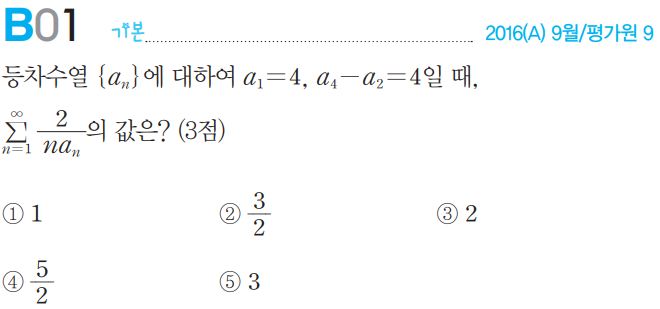 B01 기본 2016(A) 9월/평가원 9
등차수열 {aₙ}에 대하여 a₁=4, a₄−a₂=4일 때,
∞
∑ 2/(naₙ)의 값은? (3점)
n=1
① 1 ② 3/2 ③ 2
④ 5/2 ⑤ 3